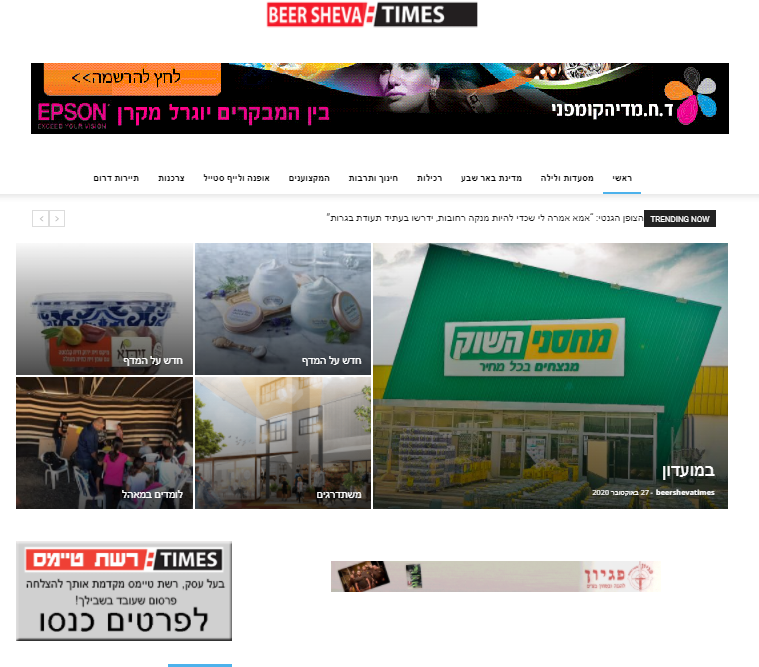 BEER SHEVA:TIMES
לחץ להרשמה>>
EPSON
EXCEED YOUR VISION
בין המבקרים יוגרל מקרן
ד.ח.מדיהקומפני
ראשי
מסעדות ולילה
מדינת באר שבע
רכילות
חינוך ותרבות
המקצוענים
אופנה ולייף סטייל
צרכנות
תיירות דרום
TRENDING NOW
הצופן הגנטי: "אמא אמרה לי שכדי להיות מנקה רחובות, ידרשו בעתיד תעודת בגרות"
מחסני השוק
מנצחים בכל מחיר
במועדון
beershevatimes - 27 באוקטובר 2020
חדש על המדף
חדש על המדף
משתדרגים
לומדים במאהל
רשת טיימס:TIMES
בעל עסק, רשת טיימס מקדמת אותך להצלחה
פרסום שעובד בשבילך!
לפרטים כנסו
פגיון